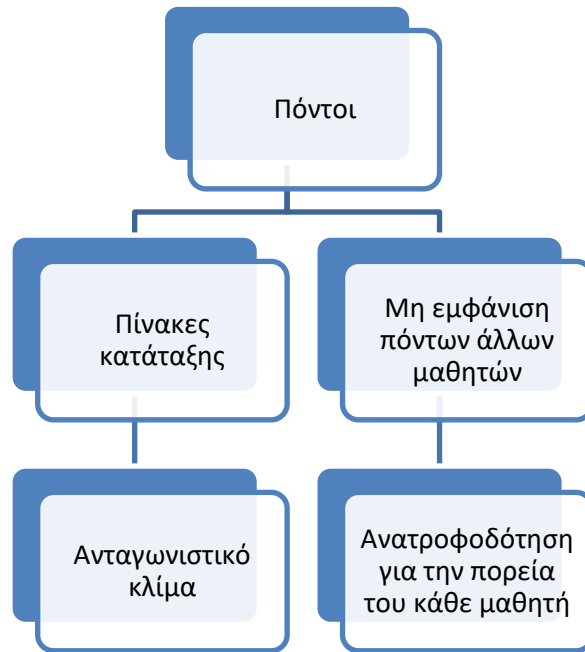 Πόντοι
Πίνακες
κατάταξης
Μη εμφάνιση
πόντων άλλων
μαθητών
Ανταγωνιστικό
κλίμα
Ανατροφοδότηση
για την πορεία
του κάθε μαθητή